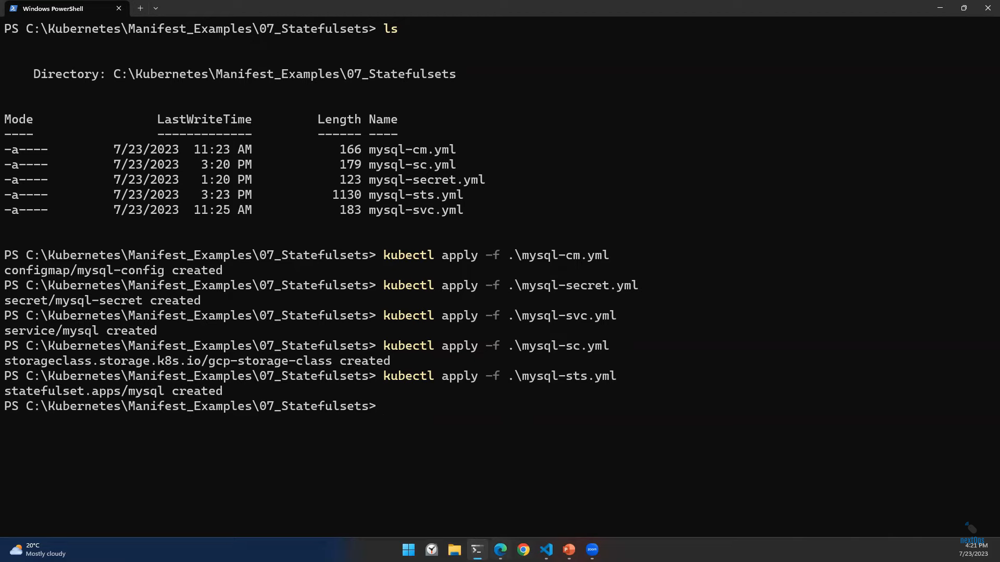 Windows PowerShell
PS C:\Kubernetes\Manifest_Examples\07_Statefulsets> ls
Directory: C:\Kubernetes\Manifest_Examples\07_Statefulsets
Mode LastWriteTime Length Name
---- ------------- ------ ----
-a---- 7/23/2023 11:23 AM 166 mysql-cm.yml
-a---- 7/23/2023 3:20 PM 179 mysql-sc.yml
-a---- 7/23/2023 1:20 PM 123 mysql-secret.yml
-a---- 7/23/2023 3:23 PM 1130 mysql-sts.yml
-a---- 7/23/2023 11:25 AM 183 mysql-svc.yml
PS C:\Kubernetes\Manifest_Examples\07_Statefulsets> kubectl apply -f .\mysql-cm.yml
configmap/mysql-config created
PS C:\Kubernetes\Manifest_Examples\07_Statefulsets> kubectl apply -f .\mysql-secret.yml
secret/mysql-secret created
PS C:\Kubernetes\Manifest_Examples\07_Statefulsets> kubectl apply -f .\mysql-svc.yml
service/mysql created
PS C:\Kubernetes\Manifest_Examples\07_Statefulsets> kubectl apply -f .\mysql-sc.yml
storageclass.storage.k8s.io/gcp-storage-class created
PS C:\Kubernetes\Manifest_Examples\07_Statefulsets> kubectl apply -f .\mysql-sts.yml
statefulset.apps/mysql created
PS C:\Kubernetes\Manifest_Examples\07_Statefulsets>
nextOps
20°C
Mostly cloudy
zoom
4:21 PM
7/23/2023